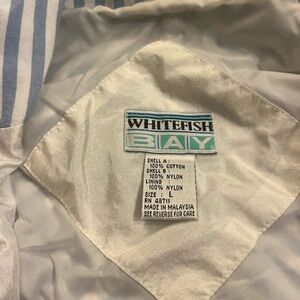 WHITEFISH
BAY
SHELL A :
100% COTTON
SHELL B :
100% NYLON
LINING :
100% NYLON
SIZE : L
RN 48711
MADE IN MALAYSIA
SEE REVERSE FOR CARE